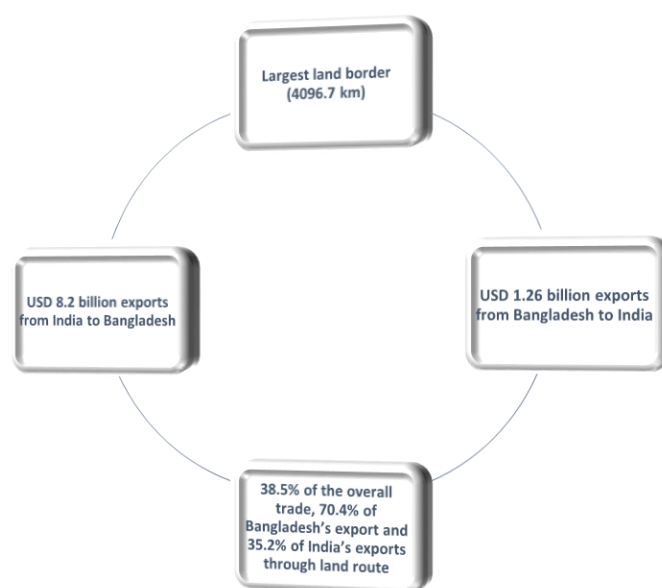 Largest land border
(4096.7 km)
USD 8.2 billion exports
from India to Bangladesh
USD 1.26 billion exports
from Bangladesh to India
38.5% of the overall
trade, 70.4% of
Bangladesh's export and
35.2% of India's exports
through land route